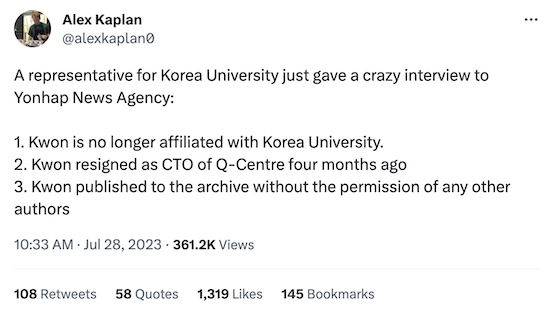 Alex Kaplan
@alexkaplan0
A representative for Korea University just gave a crazy interview to
Yonhap News Agency:
1. Kwon is no longer affiliated with Korea University.
2. Kwon resigned as CTO of Q-Centre four months ago
3. Kwon published to the archive without the permission of any other
authors
10:33 AM · Jul 28, 2023 · 361.2K Views
108 Retweets 58 Quotes 1,319 Likes 145 Bookmarks